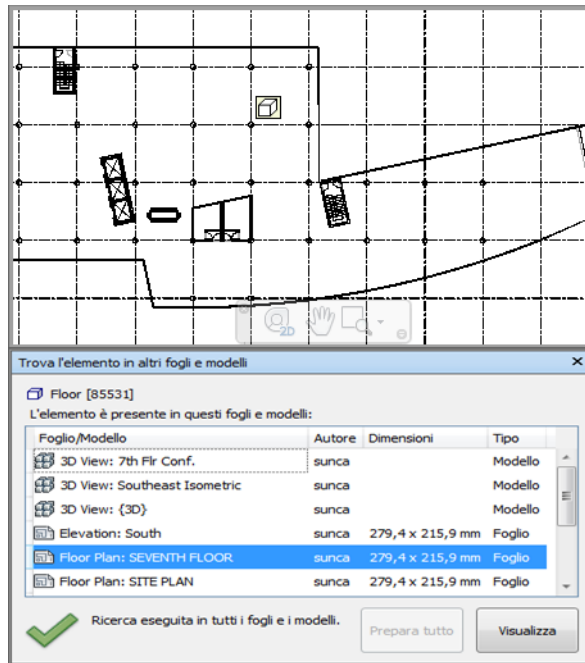 2D
Trova l'elemento in altri fogli e modelli
Floor [85531]
L'elemento è presente in questi fogli e modelli:
Foglio/Modello Autore Dimensioni Tipo
3D View: 7th Flr Conf. sunca Modello
3D View: Southeast Isometric sunca Modello
3D View: {3D} sunca Modello
Elevation: South sunca 279,4 x 215,9 mm Foglio
Floor Plan: SEVENTH FLOOR sunca 279,4 x 215,9 mm Foglio
Floor Plan: SITE PLAN sunca 279,4 x 215,9 mm Foglio
Ricerca eseguita in tutti i fogli e i modelli.
Prepara tutto
Visualizza